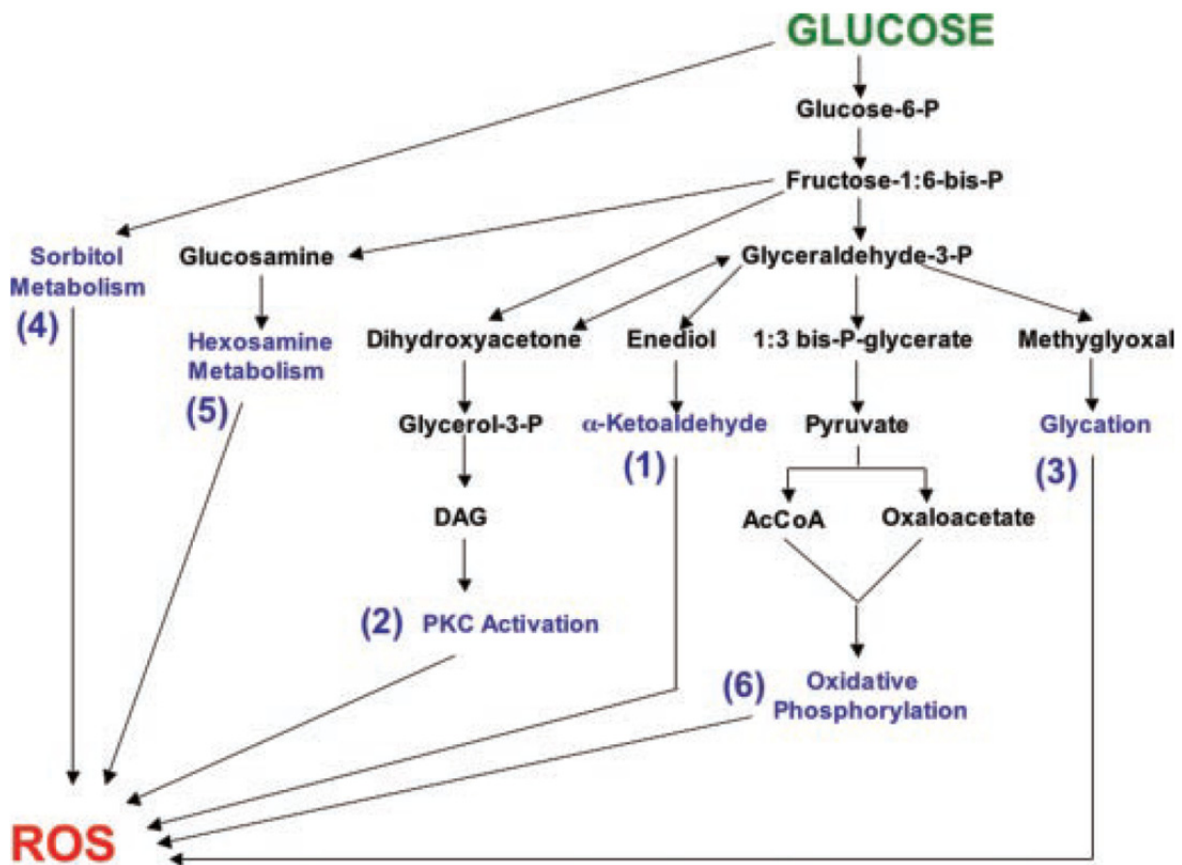 GLUCOSE
Glucose-6-P
Fructose-1:6-bis-P
Sorbitol
Metabolism
(4)
Glucosamine
Glyceraldehyde-3-P
Hexosamine
Metabolism
(5)
Dihydroxyacetone
Enediol
1:3 bis-P-glycerate
Methyglyoxal
Glycerol-3-P
α-Ketoaldehyde
(1)
Pyruvate
Glycation
(3)
DAG
AcCoA
Oxaloacetate
(2) PKC Activation
(6) Oxidative
Phosphorylation
ROS